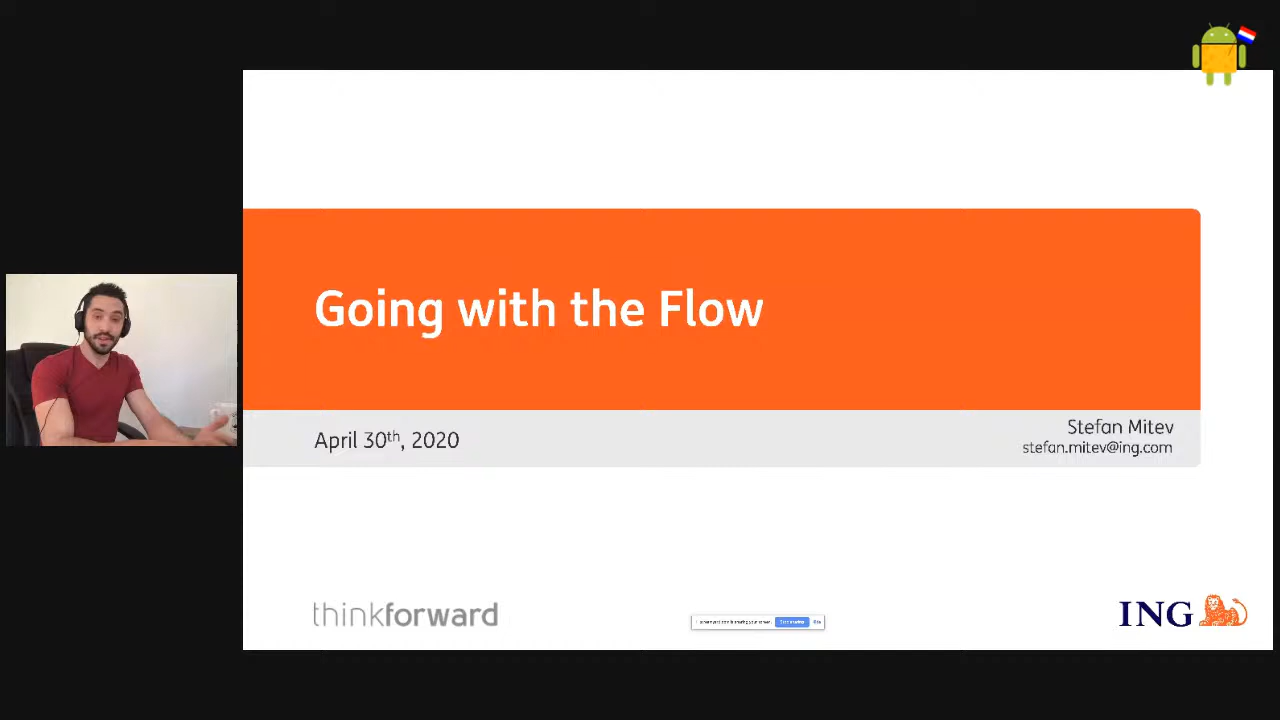 Going with the Flow
April 30th, 2020
Stefan Mitev
stefan.mitev@ing.com
thinkforward
ING